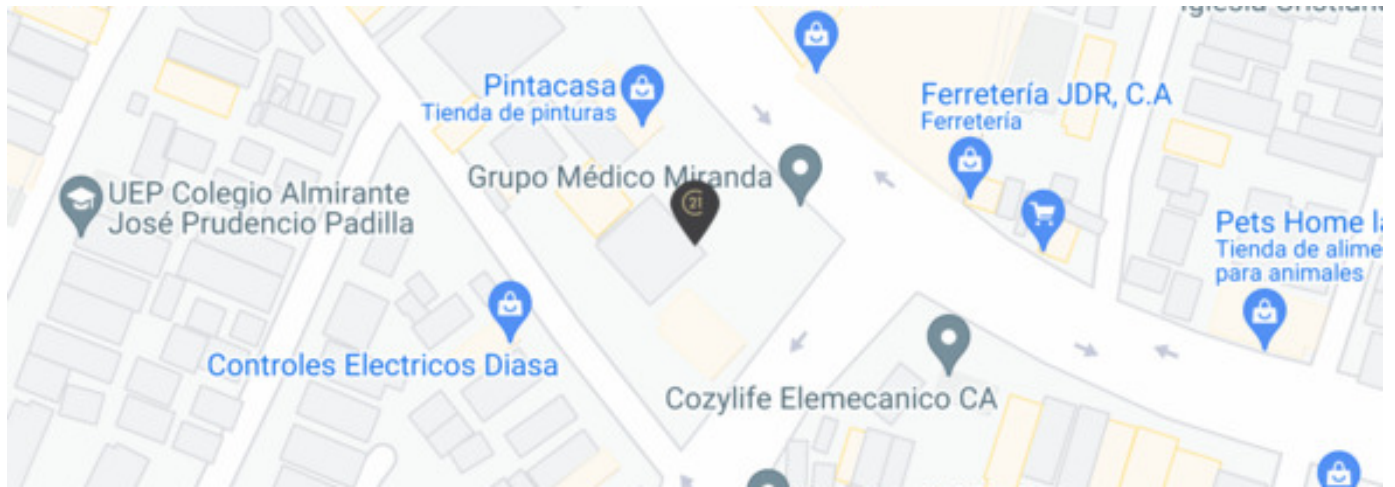 Pintacasa
Tienda de pinturas
Ferretería JDR, C.A
Ferretería
Grupo Médico Miranda
21
UEP Colegio Almirante
José Prudencio Padilla
Pets Home
Tienda de
para animales
Controles Electricos Diasa
Cozylife Elemecanico CA